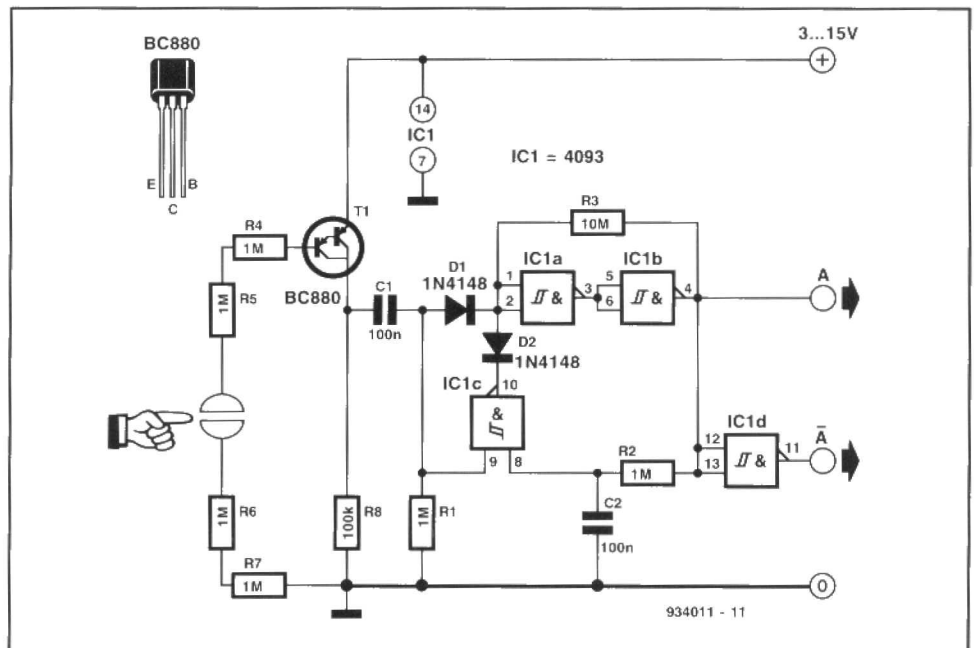 BC880
E
C
B
3...15V
+
14
IC1
7
IC1 = 4093
T1
BC880
R4
1M
R5
1M
R6
1M
R7
1M
R8
100k
C1
100n
R1
1M
D1
1N4148
D2
1N4148
R3
10M
IC1a
1
2
&
3
IC1b
5
6
&
4
A
IC1c
10
&
9
8
R2
1M
C2
100n
IC1d
12
13
&
11
Ā
0
934011 - 11